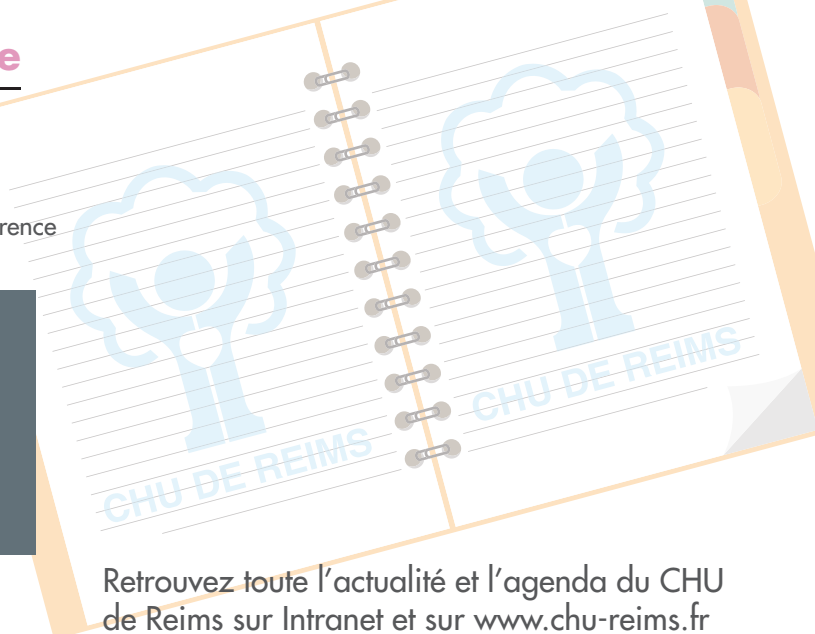 e
rence
CHU DE REIMS
CHU DE REIMS
Retrouvez toute l’actualité et l’agenda du CHU
de Reims sur Intranet et sur www.chu-reims.fr